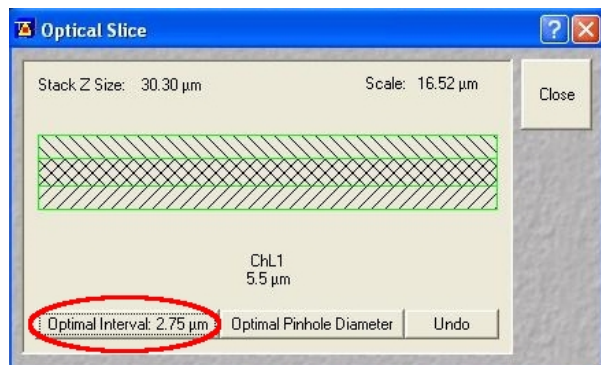 Optical Slice
Stack Z Size: 30.30 µm Scale: 16.52 µm
Close
ChL1
5.5 µm
Optimal Interval: 2.75 µm Optimal Pinhole Diameter Undo